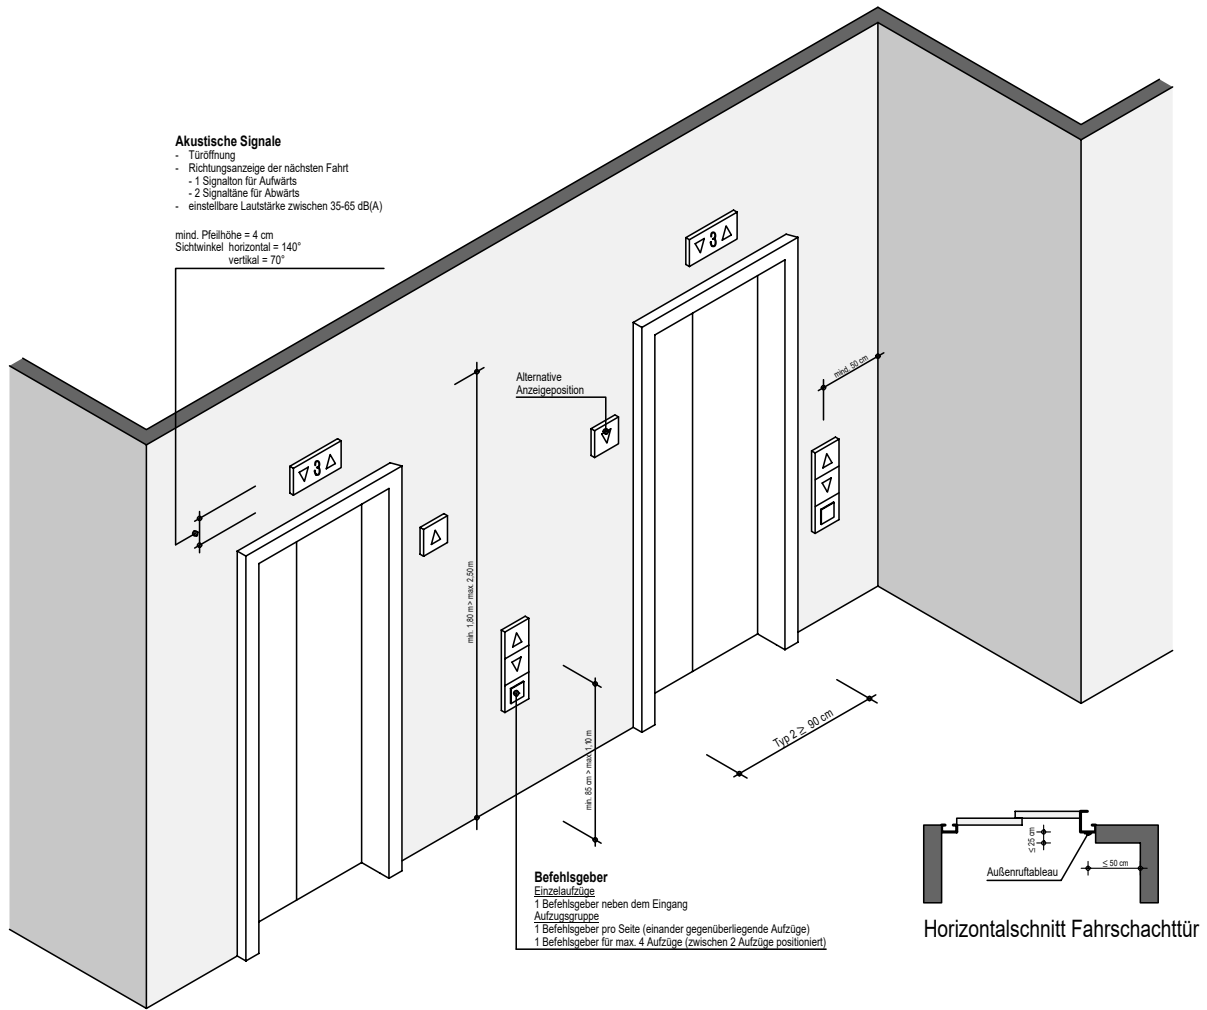 Akustische Signale
- Türöffnung
- Richtungsanzeige der nächsten Fahrt
- 1 Signalton für Aufwärts
- 2 Signaltäne für Abwärts
- einstellbare Lautstärke zwischen 35-65 dB(A)
mind. Pfeilhöhe = 4 cm
Sichtwinkel horizontal = 140°
vertikal = 70°
3
3
Alternative
Anzeigeposition
mind. 50 cm
min. 1,80 m > max. 2,50 m
min. 85 cm > max. 1,10 m
Typ 2 ≥ 90 cm
Befehlsgeber
Einzelaufzüge
1 Befehlsgeber neben dem Eingang
Aufzugsgruppe
1 Befehlsgeber pro Seite (einander gegenüberliegende Aufzüge)
1 Befehlsgeber für max. 4 Aufzüge (zwischen 2 Aufzüge positioniert)
≤ 25 cm
≤ 50 cm
Außenruftableau
Horizontalschnitt Fahrschachttür